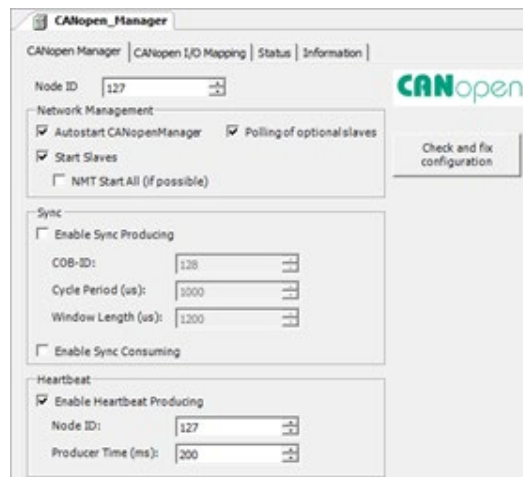 CANopen_Manager
CANopen Manager CANopen I/O Mapping Status Information
Node ID 127
CANopen
Network Management
Autostart CANopenManager Polling of optional slaves
Check and fix
configuration
Start Slaves
NMT Start All (if possible)
Sync
Enable Sync Producing
COB-ID: 128
Cycle Period (us): 1000
Window Length (us): 1200
Enable Sync Consuming
Heartbeat
Enable Heartbeat Producing
Node ID: 127
Producer Time (ms): 200